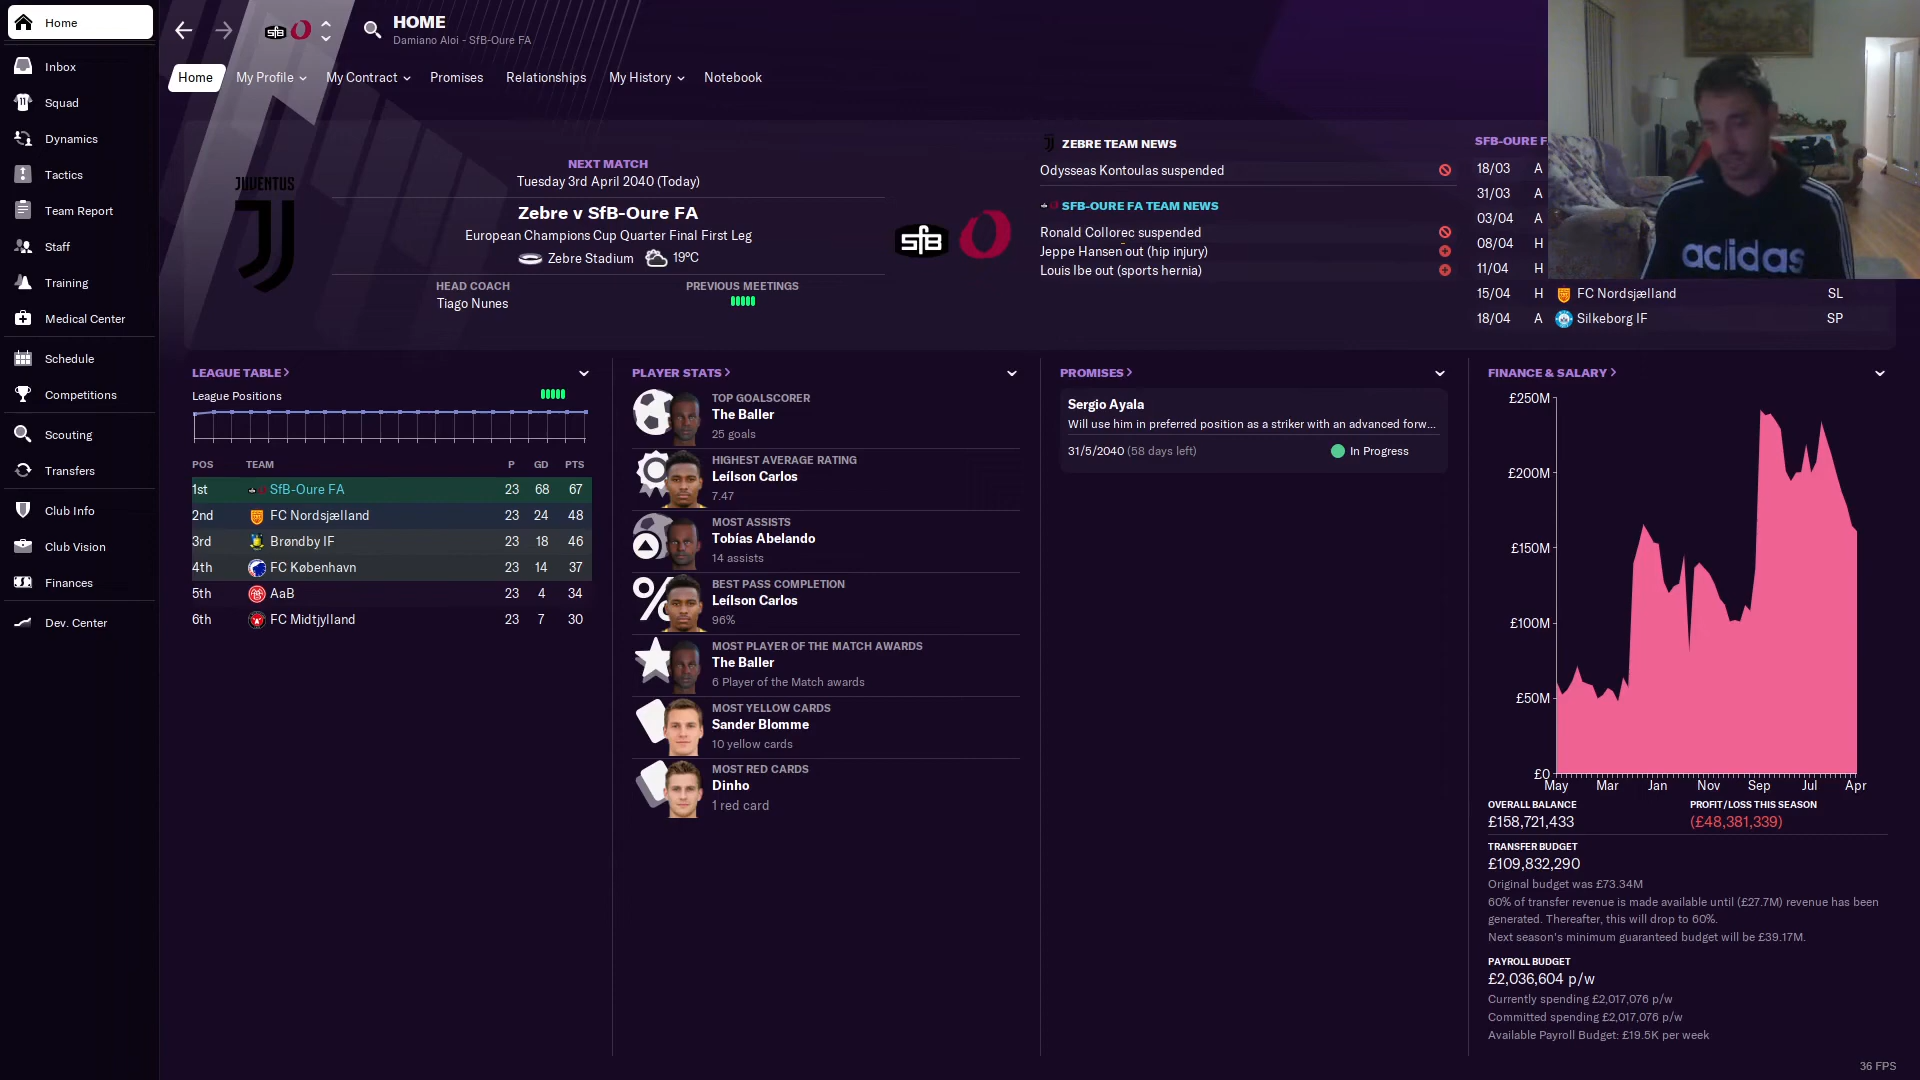 Home
Inbox
Squad
Dynamics
Tactics
Team Report
Staff
Training
Medical Center
Schedule
Competitions
Scouting
Transfers
Club Info
Club Vision
Finances
Dev. Center
HOME
Damiano Aloi - SfB-Oure FA
Home My Profile My Contract Promises Relationships My History Notebook
JUVENTUS
NEXT MATCH
Tuesday 3rd April 2040 (Today)
Zebre v SfB-Oure FA
European Champions Cup Quarter Final First Leg
Zebre Stadium 19ºC
HEAD COACH
Tiago Nunes
PREVIOUS MEETINGS
sfB
ZEBRE TEAM NEWS
Odysseas Kontoulas suspended
SFB-OURE FA TEAM NEWS
Ronald Collorec suspended
Jeppe Hansen out (hip injury)
Louis Ibe out (sports hernia)
SFB-OURE F
18/03 A
31/03 A
03/04 A
08/04 H
11/04 H
15/04 H FC Nordsjælland SL
18/04 A Silkeborg IF SP
adidas
LEAGUE TABLE
League Positions
POS TEAM P GD PTS
1st SfB-Oure FA 23 68 67
2nd FC Nordsjælland 23 24 48
3rd Brøndby IF 23 18 46
4th FC København 23 14 37
5th AaB 23 4 34
6th FC Midtjylland 23 7 30
PLAYER STATS
TOP GOALSCORER
The Baller
25 goals
HIGHEST AVERAGE RATING
Leílson Carlos
7.47
MOST ASSISTS
Tobías Abelando
14 assists
BEST PASS COMPLETION
Leílson Carlos
96%
MOST PLAYER OF THE MATCH AWARDS
The Baller
6 Player of the Match awards
MOST YELLOW CARDS
Sander Blomme
10 yellow cards
MOST RED CARDS
Dinho
1 red card
PROMISES
Sergio Ayala
Will use him in preferred position as a striker with an advanced forw...
31/5/2040 (58 days left) In Progress
FINANCE & SALARY
£250M
£200M
£150M
£100M
£50M
£0
May Mar Jan Nov Sep Jul Apr
OVERALL BALANCE
£158,721,433
PROFIT/LOSS THIS SEASON
(£48,381,339)
TRANSFER BUDGET
£109,832,290
Original budget was £73.34M
60% of transfer revenue is made available until (£27.7M) revenue has been
generated. Thereafter, this will drop to 60%.
Next season's minimum guaranteed budget will be £39.17M.
PAYROLL BUDGET
£2,036,604 p/w
Currently spending £2,017,076 p/w
Committed spending £2,017,076 p/w
Available Payroll Budget: £19.5K per week
36 FPS